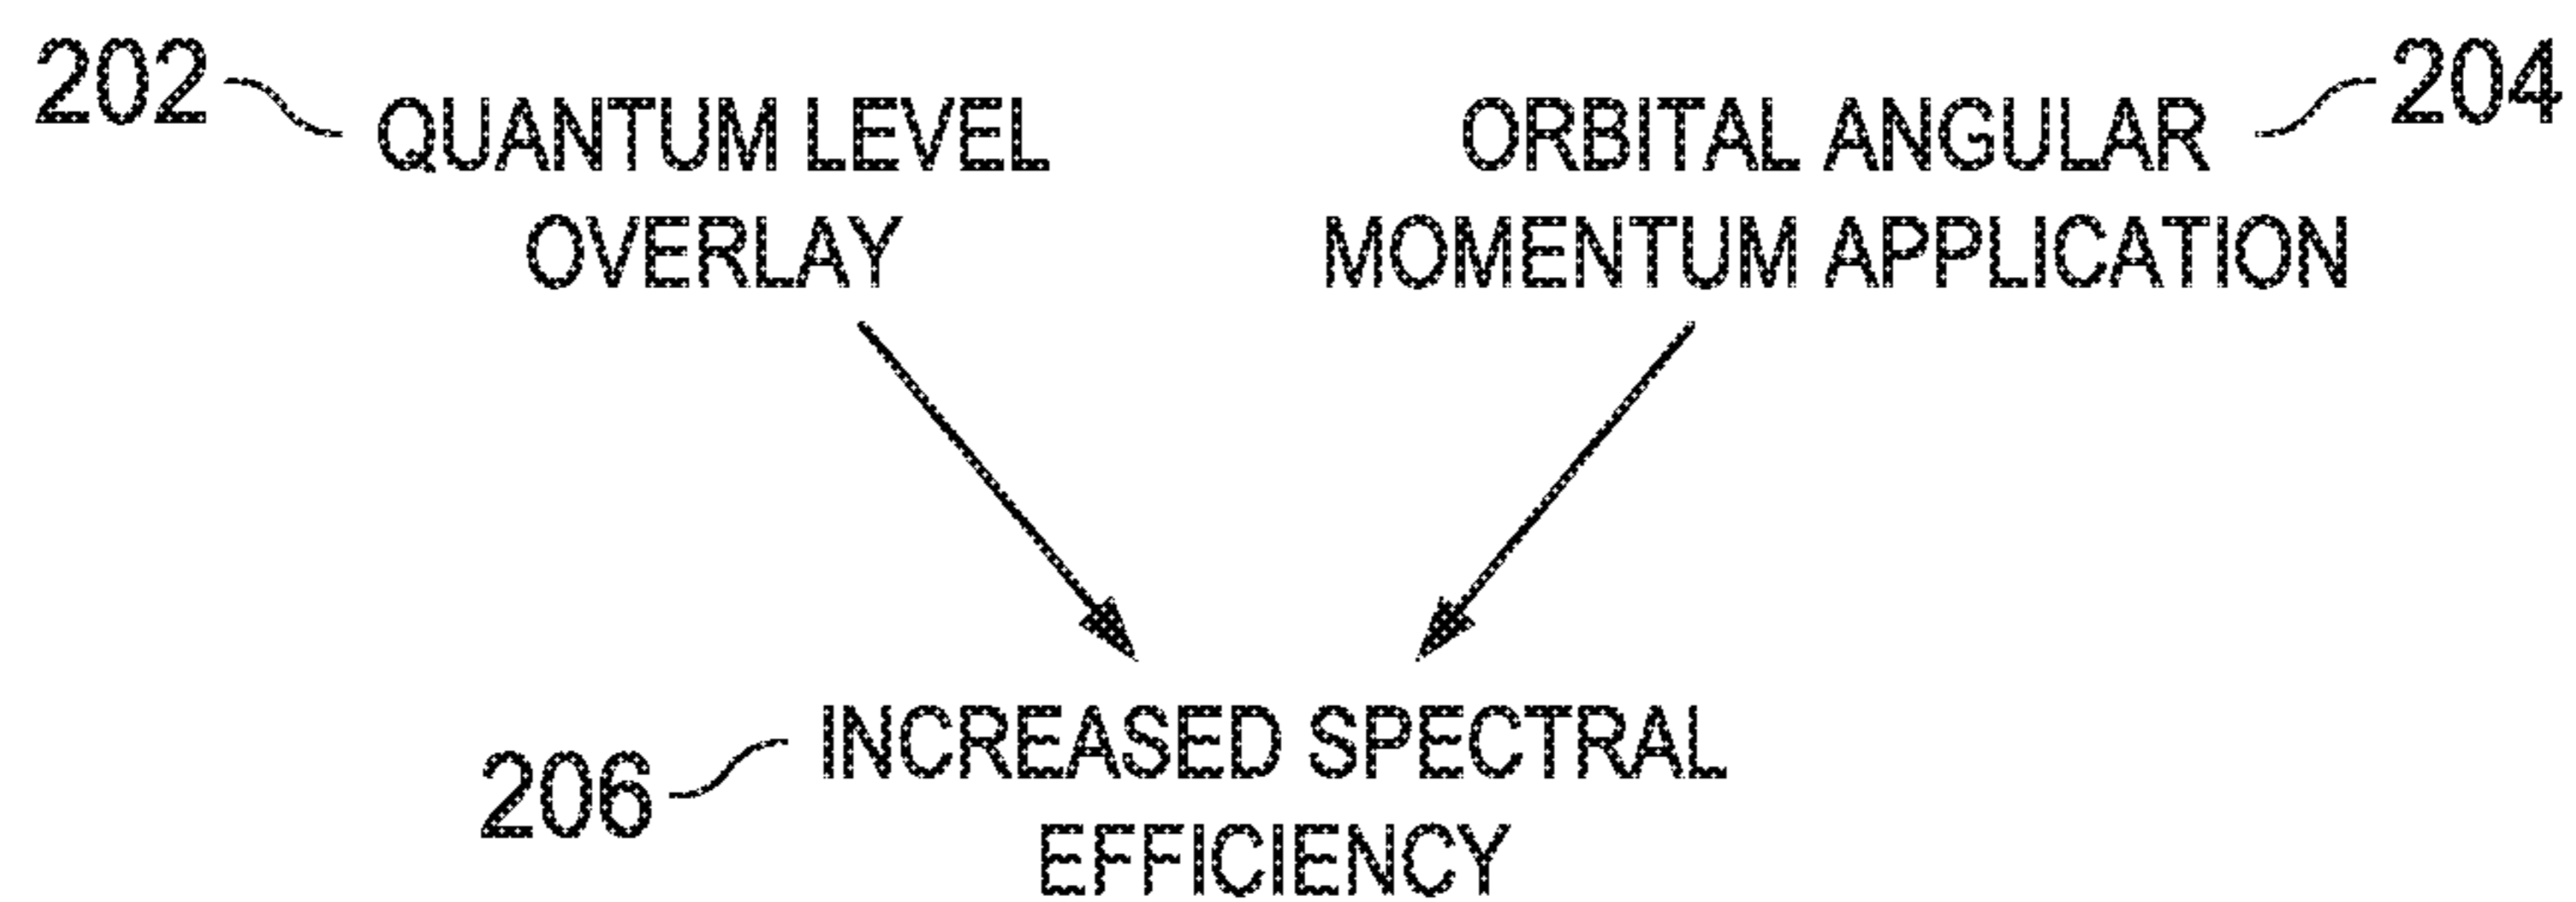 202
QUANTUM LEVEL
OVERLAY
ORBITAL ANGULAR
MOMENTUM APPLICATION
204
206
INCREASED SPECTRAL
EFFICIENCY